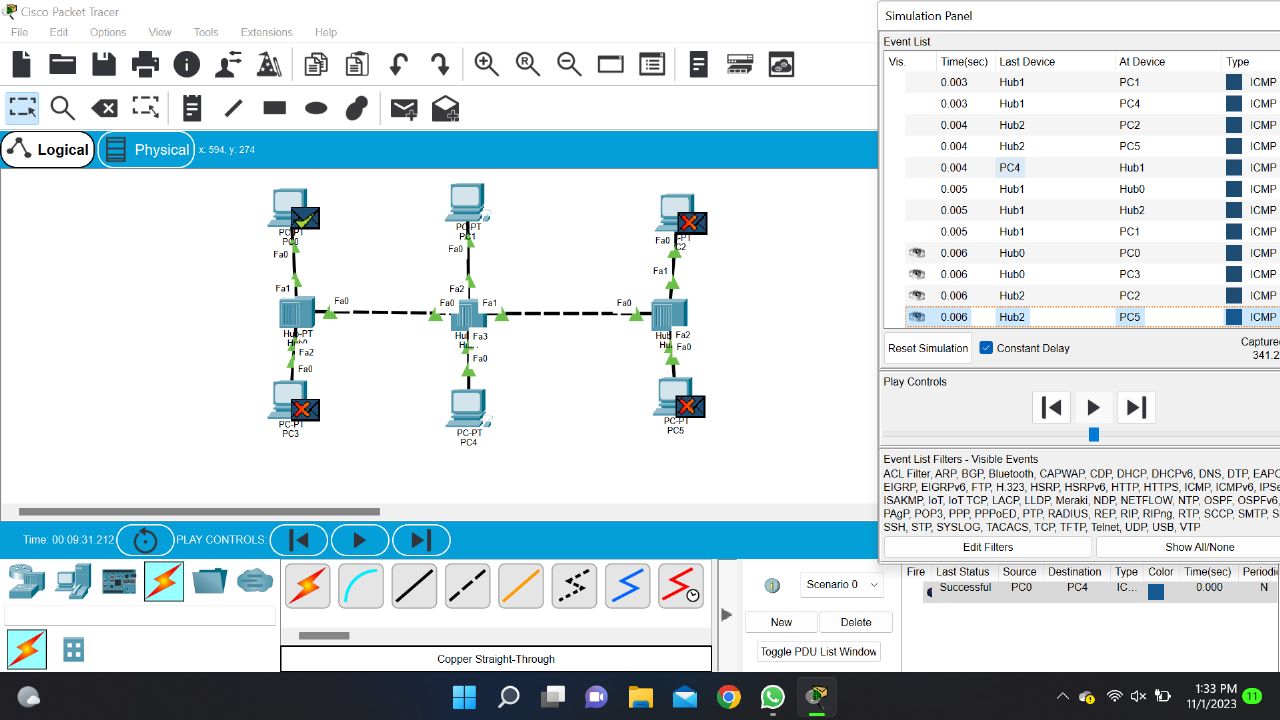 Cisco Packet Tracer
File Edit Options View Tools Extensions Help
Logical Physical x: 594, y: 274
PC-PT
PC0
Fa0
Fa1
PC-PT
PC1
Fa0
Fa2
-PT
C2
Fa0
Fa1
Fa0
Hub-PT
Hub0
Fa2
Fa0
Fa0
Fa1
Fa3
Fa0
Fa0
Fa2
Fa0
PC-PT
PC3
PC-PT
PC4
PC-PT
PC5
Time: 00:09:31.212 PLAY CONTROLS:
Copper Straight-Through
Simulation Panel
Event List
Vis. Time(sec) Last Device At Device Type
0.003 Hub1 PC1 ICMP
0.003 Hub1 PC4 ICMP
0.004 Hub2 PC2 ICMP
0.004 Hub2 PC5 ICMP
0.004 PC4 Hub1 ICMP
0.005 Hub1 Hub0 ICMP
0.005 Hub1 Hub2 ICMP
0.005 Hub1 PC1 ICMP
0.006 Hub0 PC0 ICMP
0.006 Hub0 PC3 ICMP
0.006 Hub2 PC2 ICMP
0.006 Hub2 PC5 ICMP
Reset Simulation Constant Delay Capture
341.2
Play Controls
Event List Filters - Visible Events
ACL Filter, ARP, BGP, Bluetooth, CAPWAP, CDP, DHCP, DHCPv6, DNS, DTP, EAPO
EIGRP, EIGRPv6, FTP, H.323, HSRP, HSRPv6, HTTP, HTTPS, ICMP, ICMPv6, IPSe
ISAKMP, IoT, IoT TCP, LACP, LLDP, Meraki, NDP, NETFLOW, NTP, OSPF, OSPFv6
PAgP, POP3, PPP, PPPoED, PTP, RADIUS, REP, RIP, RIPng, RTP, SCCP, SMTP, S
SSH, STP, SYSLOG, TACACS, TCP, TFTP, Telnet, UDP, USB, VTP
Edit Filters Show All/None
Scenario 0
New Delete
Toggle PDU List Window
Fire Last Status Source Destination Type Color Time(sec) Periodi
Successful PC0 PC4 IC... 0.000 N
1:33 PM
11/1/2023
11